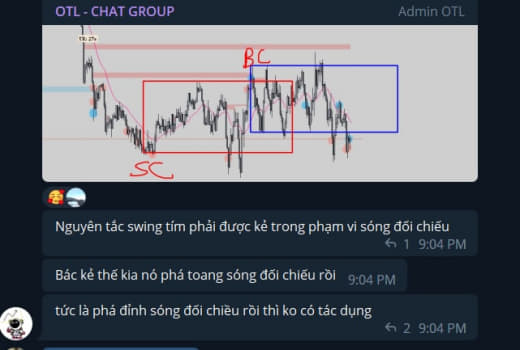 OTL - CHAT GROUP Admin OTL
BC
SC
Nguyên tắc swing tím phải được kẻ trong phạm vi sóng đối chiếu
1 9:04 PM
Bác kẻ thế kia nó phá toang sóng đối chiếu rồi 9:04 PM
tức là phá đỉnh sóng đối chiều rồi thì ko có tác dụng
2 9:04 PM